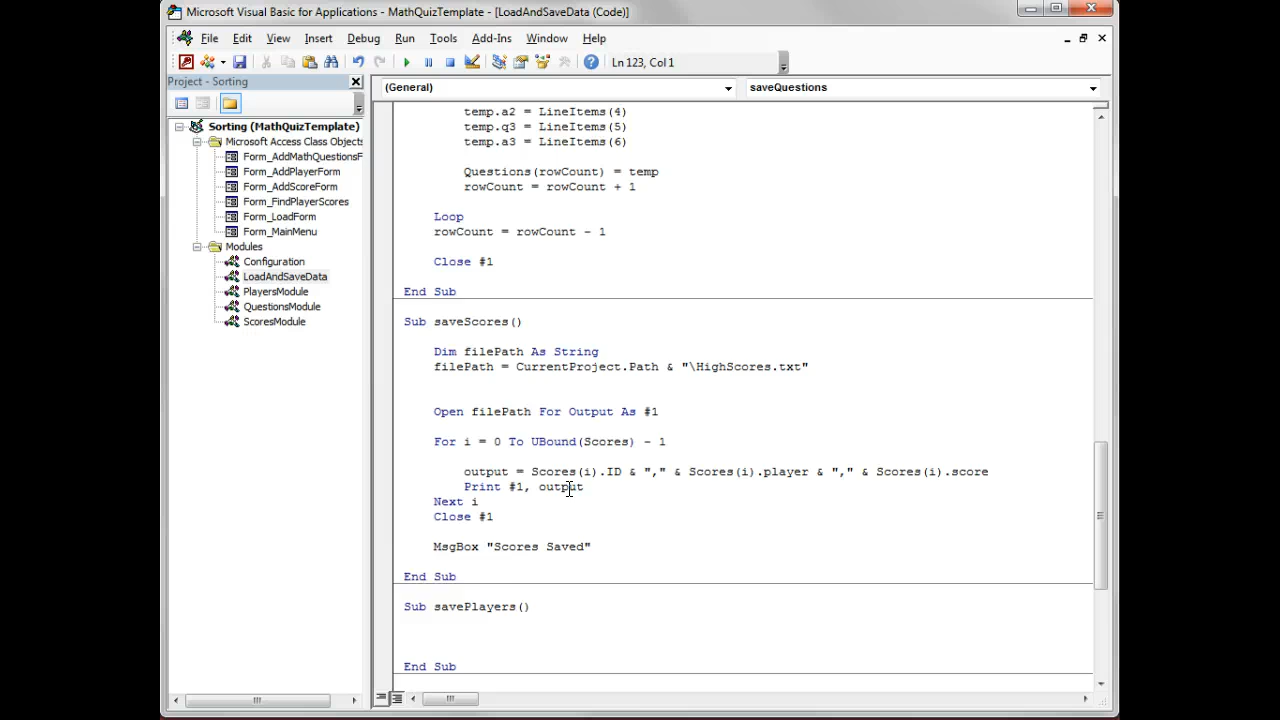 Microsoft Visual Basic for Applications - MathQuizTemplate - [LoadAndSaveData (Code)]
File Edit View Insert Debug Run Tools Add-Ins Window Help
Ln 123, Col 1
Project - Sorting
(General) saveQuestions
Sorting (MathQuizTemplate)
Microsoft Access Class Objects
Form_AddMathQuestionsF
Form_AddPlayerForm
Form_AddScoreForm
Form_FindPlayerScores
Form_LoadForm
Form_MainMenu
Modules
Configuration
LoadAndSaveData
PlayersModule
QuestionsModule
ScoresModule
temp.a2 = LineItems(4)
temp.q3 = LineItems(5)
temp.a3 = LineItems(6)
Questions(rowCount) = temp
rowCount = rowCount + 1
Loop
rowCount = rowCount - 1
Close #1
End Sub
Sub saveScores()
Dim filePath As String
filePath = CurrentProject.Path & "\HighScores.txt"
Open filePath For Output As #1
For i = 0 To UBound(Scores) - 1
output = Scores(i).ID & "," & Scores(i).player & "," & Scores(i).score
Print #1, output
Next i
Close #1
MsgBox "Scores Saved"
End Sub
Sub savePlayers()
End Sub